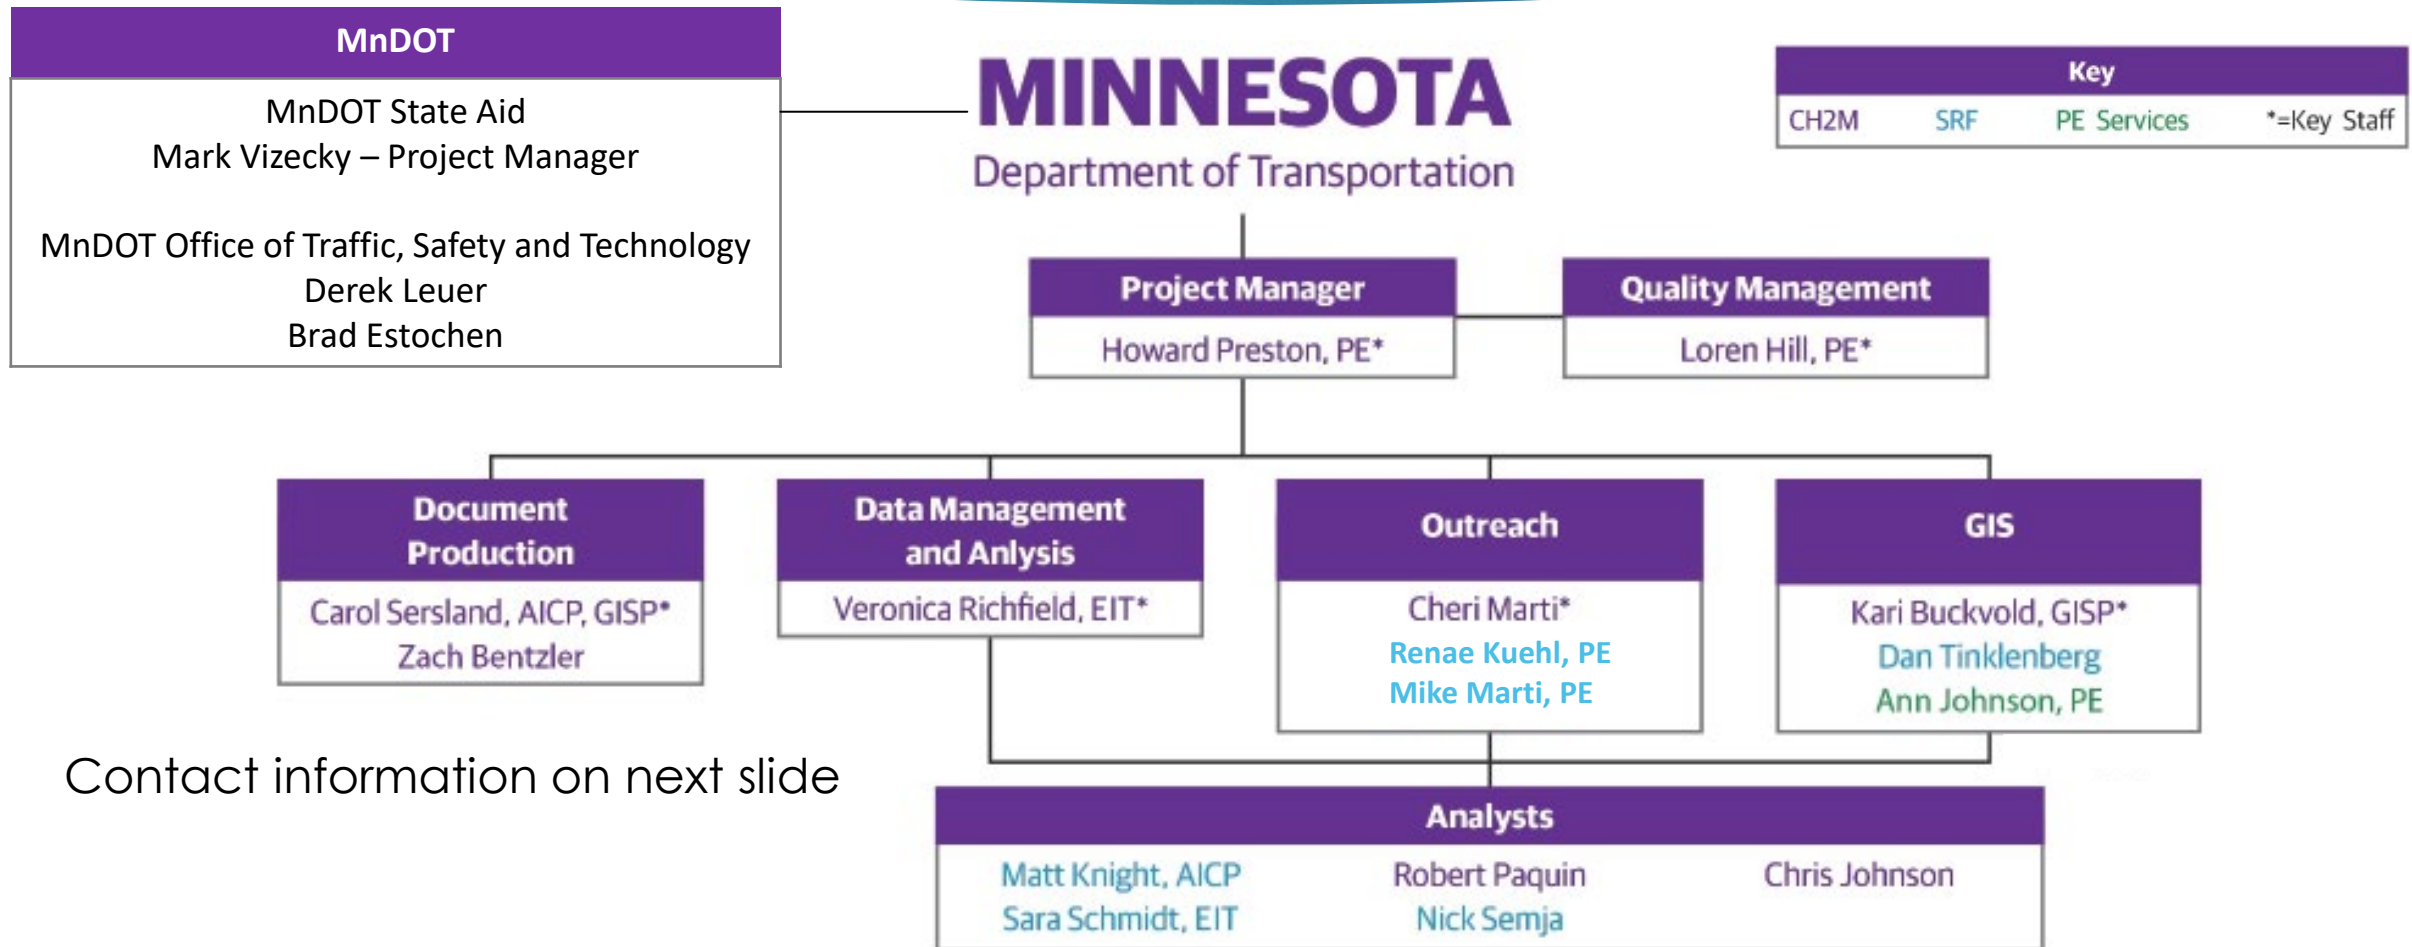 MnDOT
MnDOT State Aid
Mark Vizecky – Project Manager
MnDOT Office of Traffic, Safety and Technology
Derek Leuer
Brad Estochen
MINNESOTA
Department of Transportation
Key
CH2M SRF PE Services *=Key Staff
Project Manager
Howard Preston, PE*
Quality Management
Loren Hill, PE*
Document
Production
Carol Sersland, AICP, GISP*
Zach Bentzler
Data Management
and Anlysis
Veronica Richfield, EIT*
Outreach
Cheri Marti*
Renae Kuehl, PE
Mike Marti, PE
GIS
Kari Buckvold, GISP*
Dan Tinklenberg
Ann Johnson, PE
Contact information on next slide
Analysts
Matt Knight, AICP Robert Paquin Chris Johnson
Sara Schmidt, EIT Nick Semja